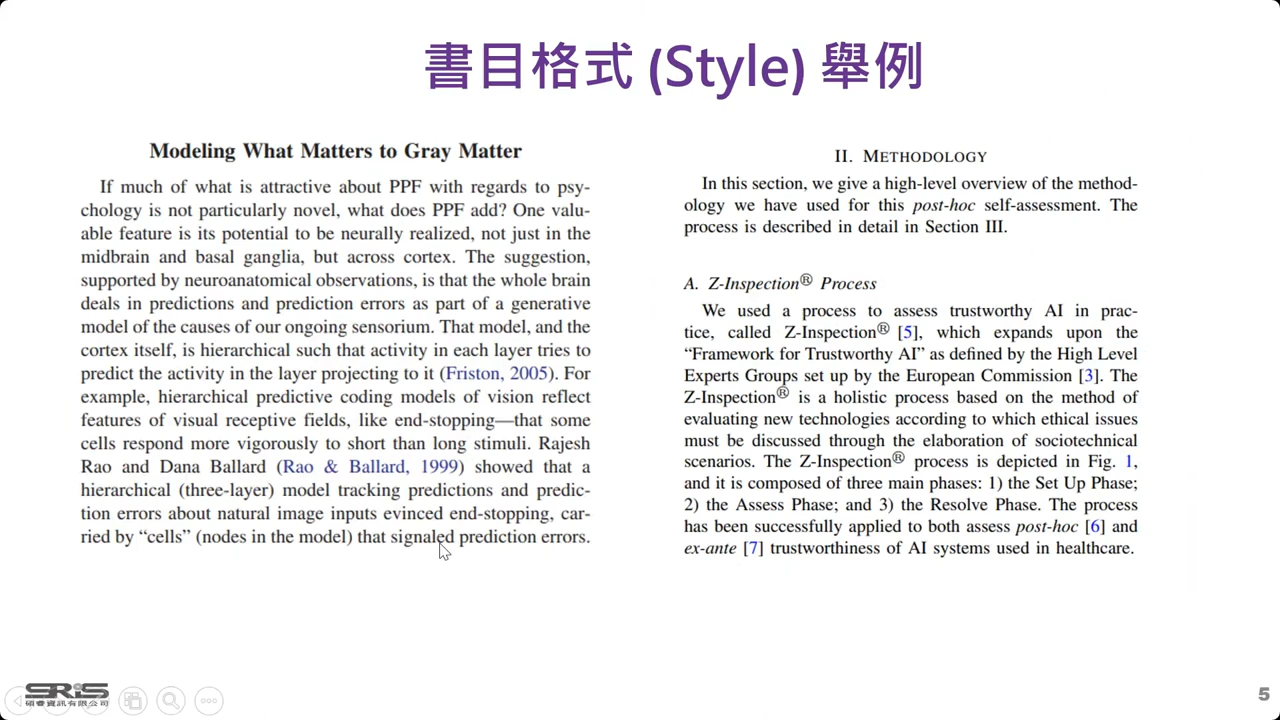 書目格式 (Style) 舉例
Modeling What Matters to Gray Matter
If much of what is attractive about PPF with regards to psy-
chology is not particularly novel, what does PPF add? One valu-
able feature is its potential to be neurally realized, not just in the
midbrain and basal ganglia, but across cortex. The suggestion,
supported by neuroanatomical observations, is that the whole brain
deals in predictions and prediction errors as part of a generative
model of the causes of our ongoing sensorium. That model, and the
cortex itself, is hierarchical such that activity in each layer tries to
predict the activity in the layer projecting to it (Friston, 2005). For
example, hierarchical predictive coding models of vision reflect
features of visual receptive fields, like end-stopping—that some
cells respond more vigorously to short than long stimuli. Rajesh
Rao and Dana Ballard (Rao & Ballard, 1999) showed that a
hierarchical (three-layer) model tracking predictions and predic-
tion errors about natural image inputs evinced end-stopping, car-
ried by “cells” (nodes in the model) that signaled prediction errors.
II. METHODOLOGY
In this section, we give a high-level overview of the method-
ology we have used for this post-hoc self-assessment. The
process is described in detail in Section III.
A. Z-Inspection® Process
We used a process to assess trustworthy AI in prac-
tice, called Z-Inspection® [5], which expands upon the
“Framework for Trustworthy AI” as defined by the High Level
Experts Groups set up by the European Commission [3]. The
Z-Inspection® is a holistic process based on the method of
evaluating new technologies according to which ethical issues
must be discussed through the elaboration of sociotechnical
scenarios. The Z-Inspection® process is depicted in Fig. 1,
and it is composed of three main phases: 1) the Set Up Phase;
2) the Assess Phase; and 3) the Resolve Phase. The process
has been successfully applied to both assess post-hoc [6] and
ex-ante [7] trustworthiness of AI systems used in healthcare.
SRIS
碩睿資訊有限公司
5